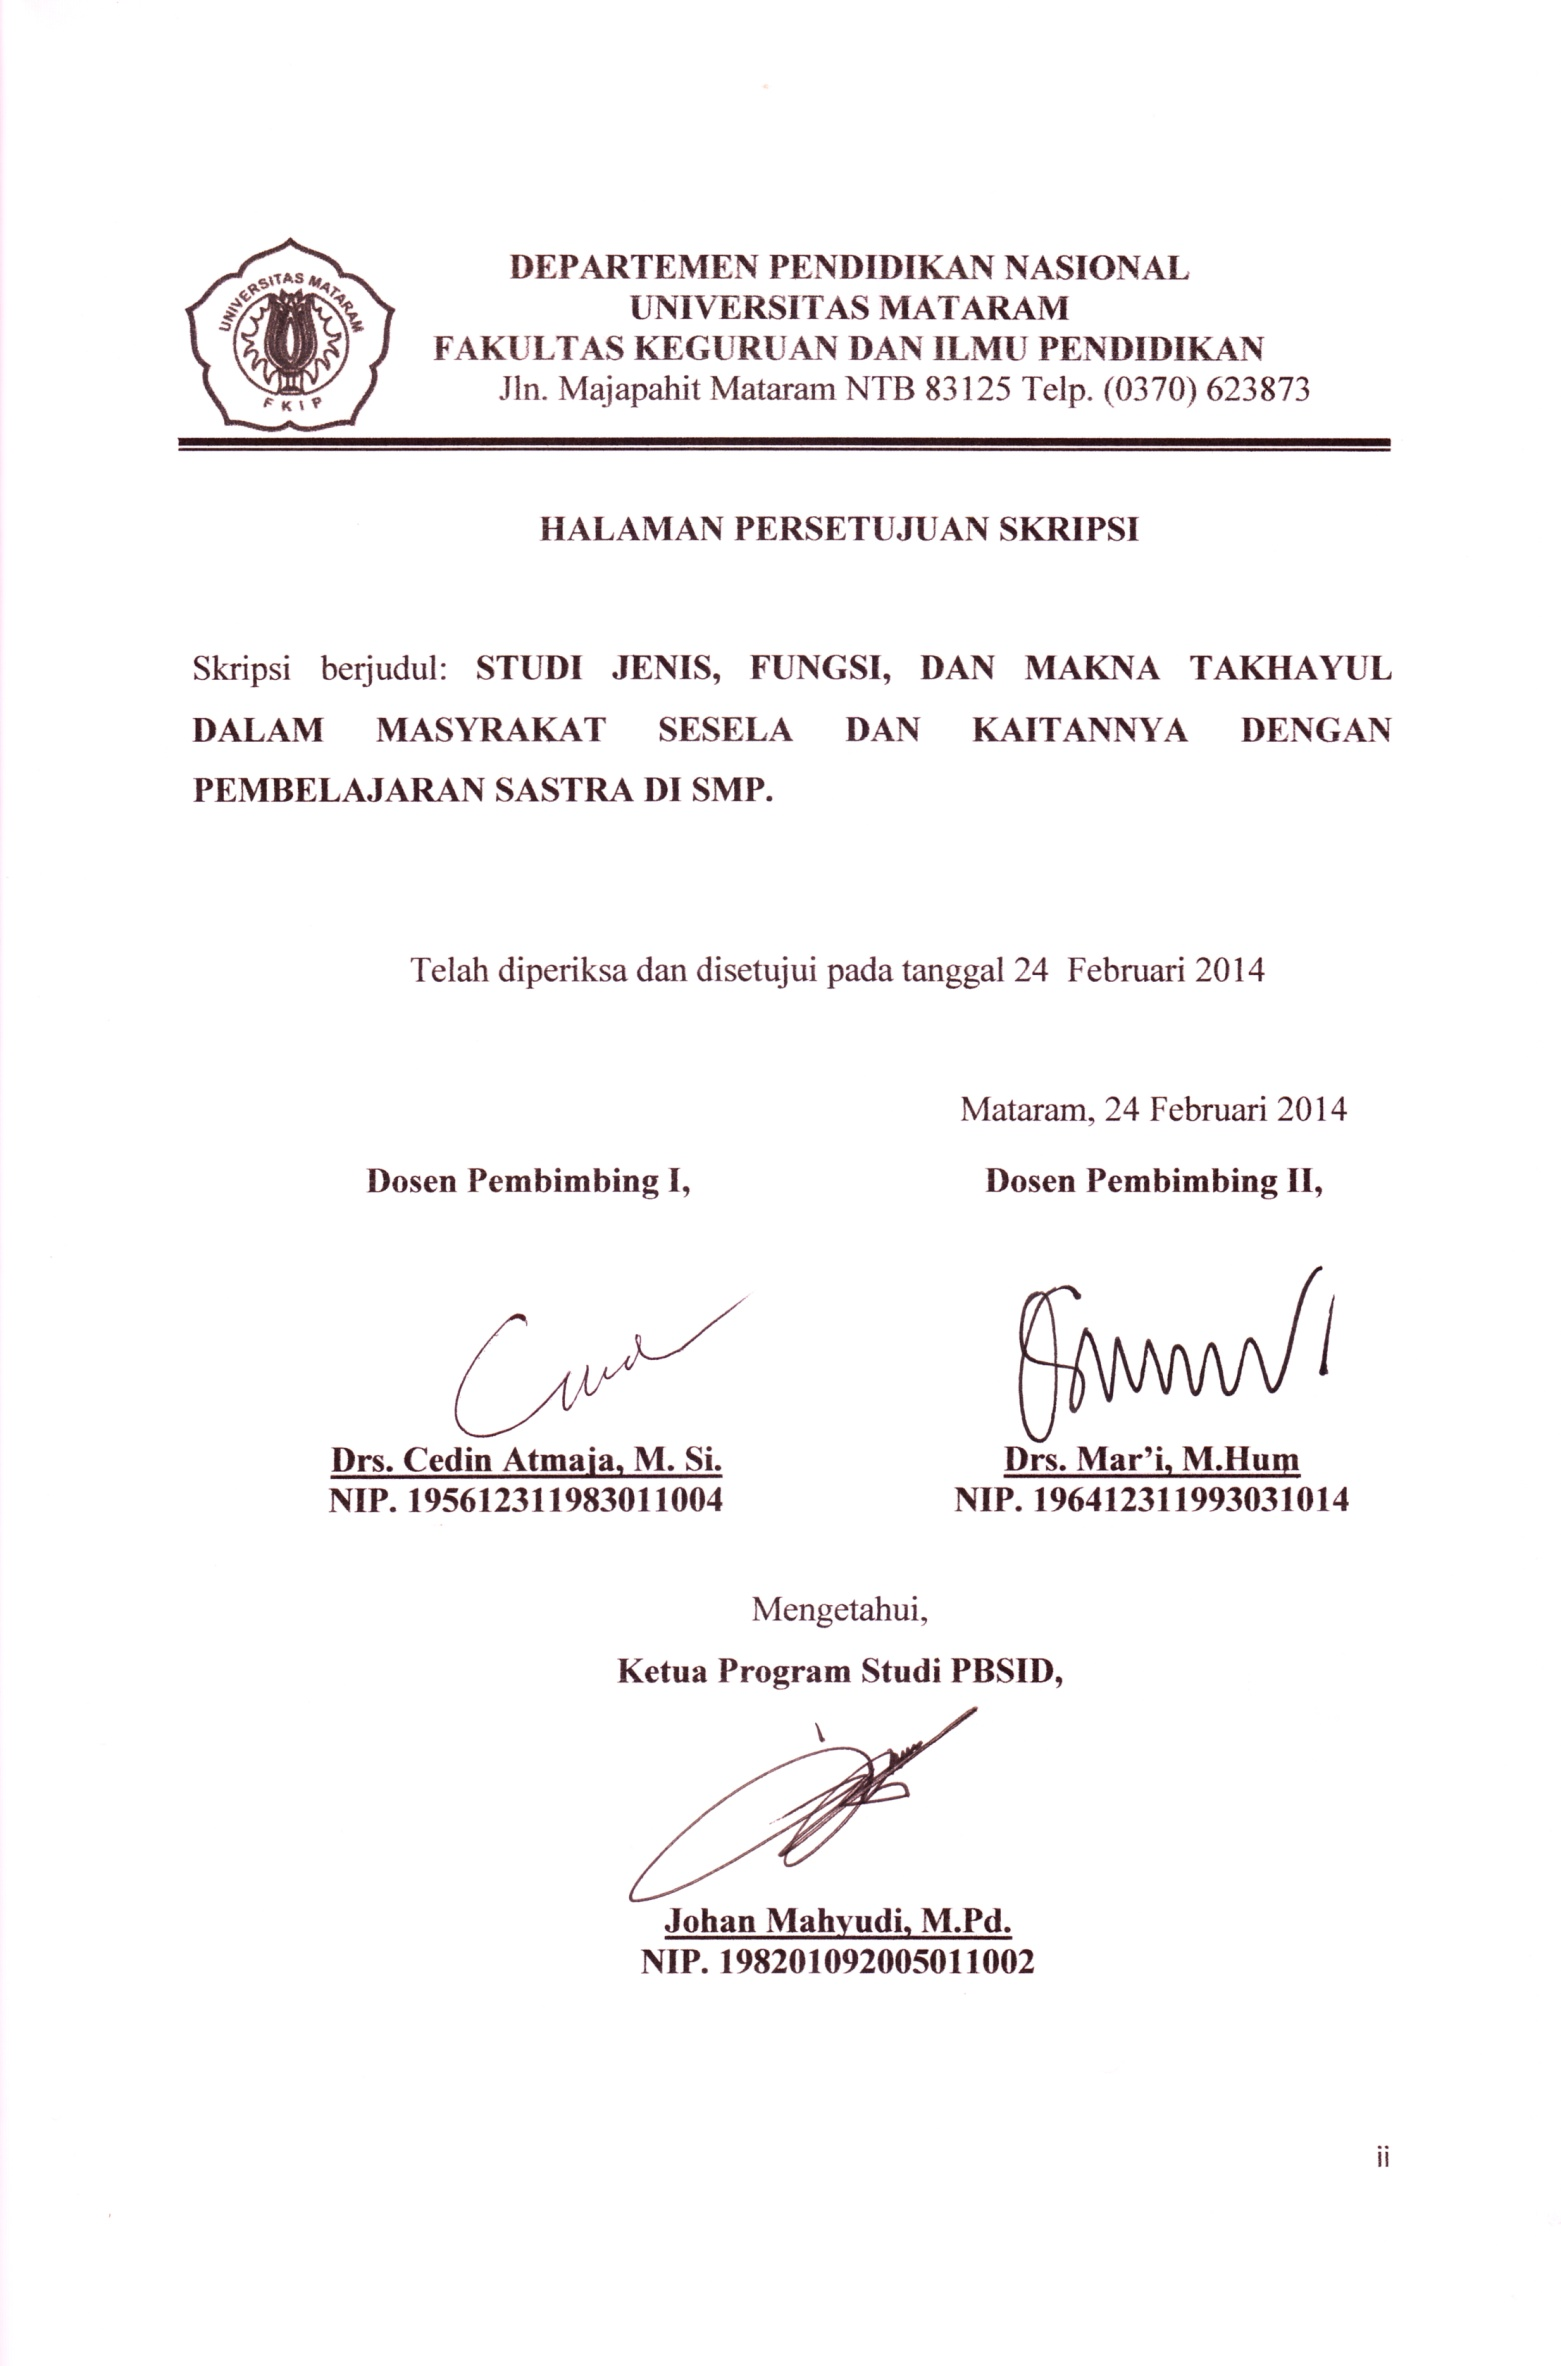 UNIVERSITAS MATARAM
FKIP
DEPARTEMEN PENDIDIKAN NASIONAL
UNIVERSITAS MATARAM
FAKULTAS KEGURUAN DAN ILMU PENDIDIKAN
Jln. Majapahit Mataram NTB 83125 Telp. (0370) 623873
HALAMAN PERSETUJUAN SKRIPSI
Skripsi berjudul: STUDI JENIS, FUNGSI, DAN MAKNA TAKHAYUL
DALAM MASYRAKAT SESELA DAN KAITANNYA DENGAN
PEMBELAJARAN SASTRA DI SMP.
Telah diperiksa dan disetujui pada tanggal 24 Februari 2014
Mataram, 24 Februari 2014
Dosen Pembimbing I, Dosen Pembimbing II,
Drs. Cedin Atmaja, M. Si. Drs. Mar’i, M.Hum
NIP. 195612311983011004 NIP. 196412311993031014
Mengetahui,
Ketua Program Studi PBSID,
Johan Mahyudi, M.Pd.
NIP. 198201092005011002
ii